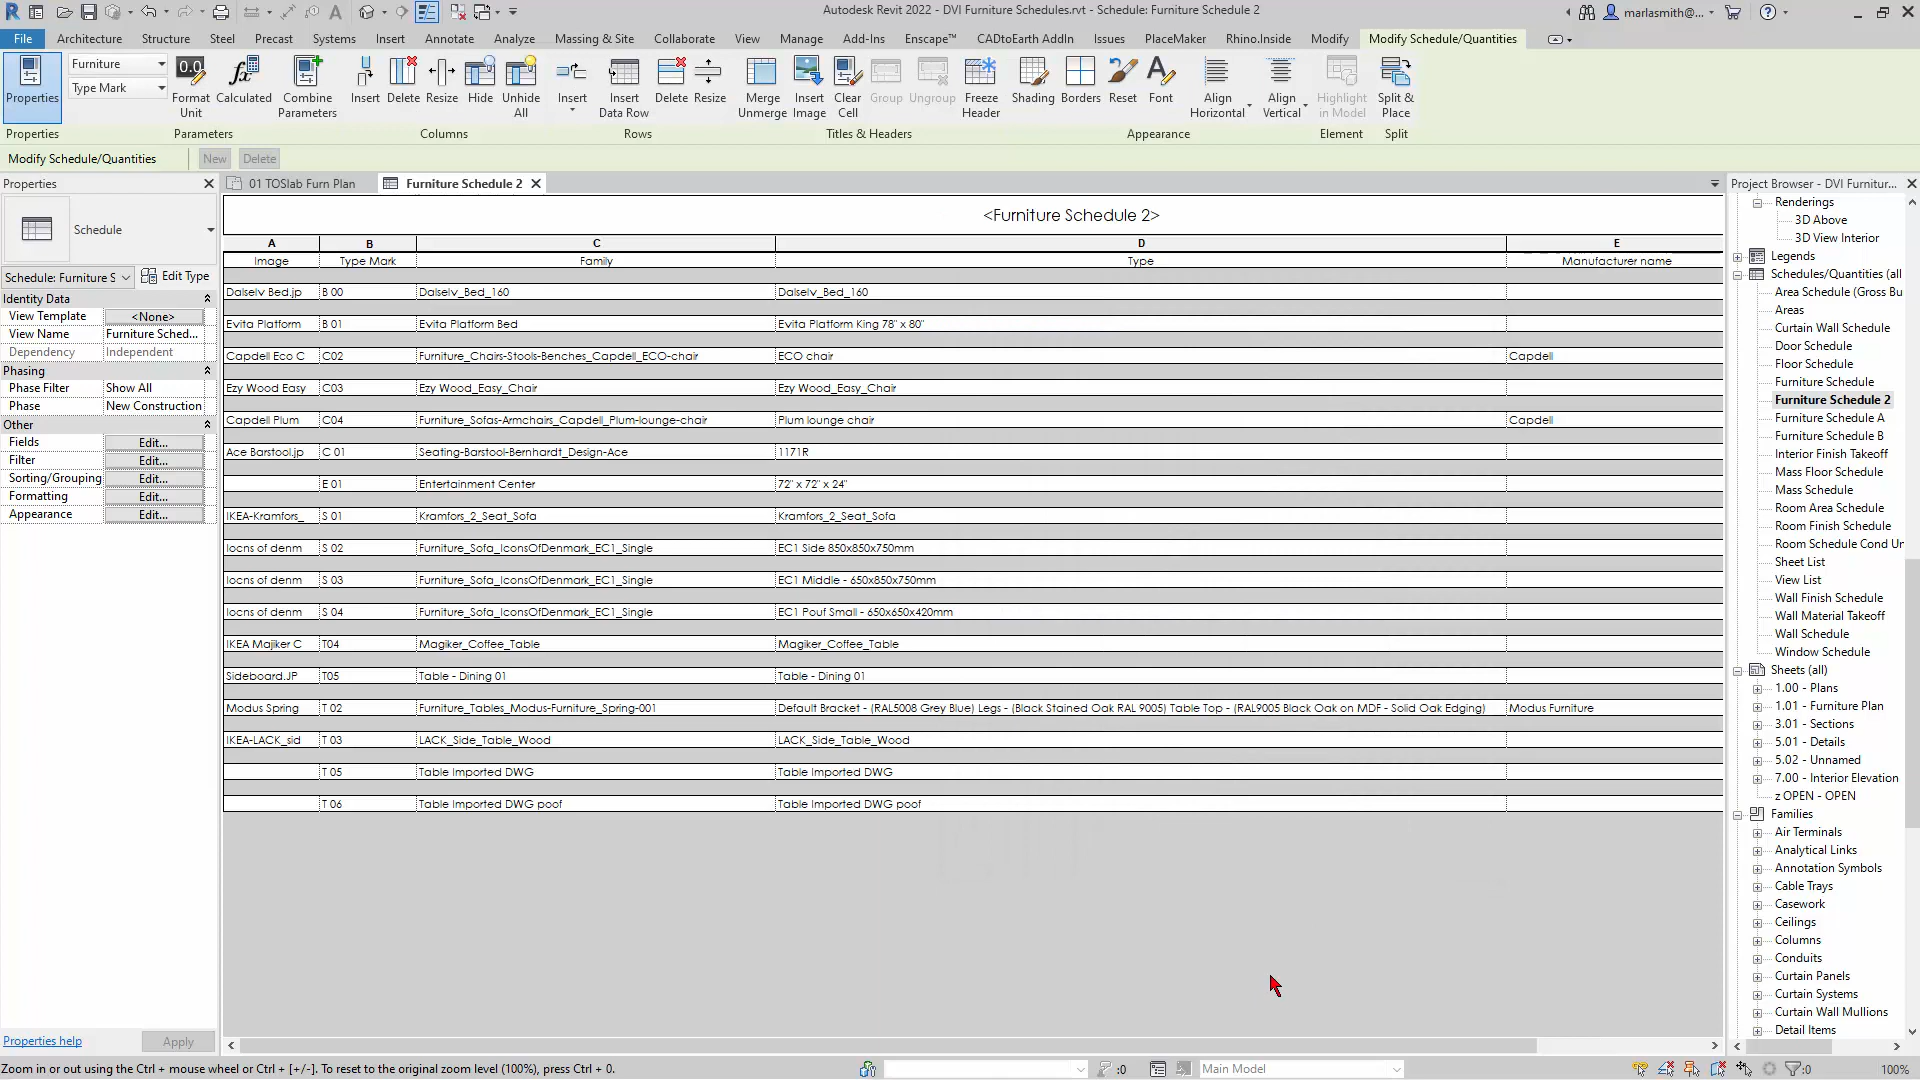 Autodesk Revit 2022 - DVI Furniture Schedules.rvt - Schedule: Furniture Schedule 2
marlasmith@...
File Architecture Structure Steel Precast Systems Insert Annotate Analyze Massing & Site Collaborate View Manage Add-Ins Enscape™ CADtoEarth AddIn Issues PlaceMaker Rhino.Inside Modify Modify Schedule/Quantities
Properties
Furniture
Type Mark
Format Unit
Calculated
Combine Parameters
Insert
Delete
Resize
Hide
Unhide All
Insert
Insert Data Row
Delete
Resize
Merge Unmerge
Insert Image
Clear Cell
Group
Ungroup
Freeze Header
Shading
Borders
Reset
Font
Align Horizontal
Align Vertical
Highlight in Model
Split & Place
Properties Parameters Columns Rows Titles & Headers Appearance Element Split
Modify Schedule/Quantities New Delete
Properties
Schedule
Schedule: Furniture S
Edit Type
Identity Data
View Template <None>
View Name Furniture Sched...
Dependency Independent
Phasing
Phase Filter Show All
Phase New Construction
Other
Fields Edit...
Filter Edit...
Sorting/Grouping Edit...
Formatting Edit...
Appearance Edit...
Properties help Apply
01 TOSlab Furn Plan Furniture Schedule 2
<Furniture Schedule 2>
A B C D E
Image Type Mark Family Type Manufacturer name
Dalselv Bed.jp B 00 Dalselv_Bed_160 Dalselv_Bed_160
Evita Platform B 01 Evita Platform Bed Evita Platform King 78" x 80"
Capdell Eco C C02 Furniture_Chairs-Stools-Benches_Capdell_ECO-chair ECO chair Capdell
Ezy Wood Easy C03 Ezy Wood_Easy_Chair Ezy Wood_Easy_Chair
Capdell Plum C04 Furniture_Sofas-Armchairs_Capdell_Plum-lounge-chair Plum lounge chair Capdell
Ace Barstool.jp C 01 Seating-Barstool-Bernhardt_Design-Ace 1171R
E 01 Entertainment Center 72" x 72" x 24"
IKEA-Kramfors_ S 01 Kramfors_2_Seat_Sofa Kramfors_2_Seat_Sofa
Iocns of denm S 02 Furniture_Sofa_IconsOfDenmark_EC1_Single EC1 Side 850x850x750mm
Iocns of denm S 03 Furniture_Sofa_IconsOfDenmark_EC1_Single EC1 Middle - 650x850x750mm
Iocns of denm S 04 Furniture_Sofa_IconsOfDenmark_EC1_Single EC1 Pouf Small - 650x650x420mm
IKEA Majiker C T04 Magiker_Coffee_Table Magiker_Coffee_Table
Sideboard.JP T05 Table - Dining 01 Table - Dining 01
Modus Spring T 02 Furniture_Tables_Modus-Furniture_Spring-001 Default Bracket - (RAL5008 Grey Blue) Legs - (Black Stained Oak RAL 9005) Table Top - (RAL9005 Black Oak on MDF - Solid Oak Edging) Modus Furniture
IKEA-LACK_sid T 03 LACK_Side_Table_Wood LACK_Side_Table_Wood
T 05 Table Imported DWG Table Imported DWG
T 06 Table Imported DWG poof Table Imported DWG poof
Project Browser - DVI Furnitur...
Renderings
3D Above
3D View Interior
Legends
Schedules/Quantities (all
Area Schedule (Gross Bu
Areas
Curtain Wall Schedule
Door Schedule
Floor Schedule
Furniture Schedule
Furniture Schedule 2
Furniture Schedule A
Furniture Schedule B
Interior Finish Takeoff
Mass Floor Schedule
Mass Schedule
Room Area Schedule
Room Finish Schedule
Room Schedule Cond Un
Sheet List
View List
Wall Finish Schedule
Wall Material Takeoff
Wall Schedule
Window Schedule
Sheets (all)
1.00 - Plans
1.01 - Furniture Plan
3.01 - Sections
5.01 - Details
5.02 - Unnamed
7.00 - Interior Elevation
z OPEN - OPEN
Families
Air Terminals
Analytical Links
Annotation Symbols
Cable Trays
Casework
Ceilings
Columns
Conduits
Curtain Panels
Curtain Systems
Curtain Wall Mullions
Detail Items
Zoom in or out using the Ctrl + mouse wheel or Ctrl + [+/-]. To reset to the original zoom level (100%), press Ctrl + 0.
:0
Main Model
:0
100%